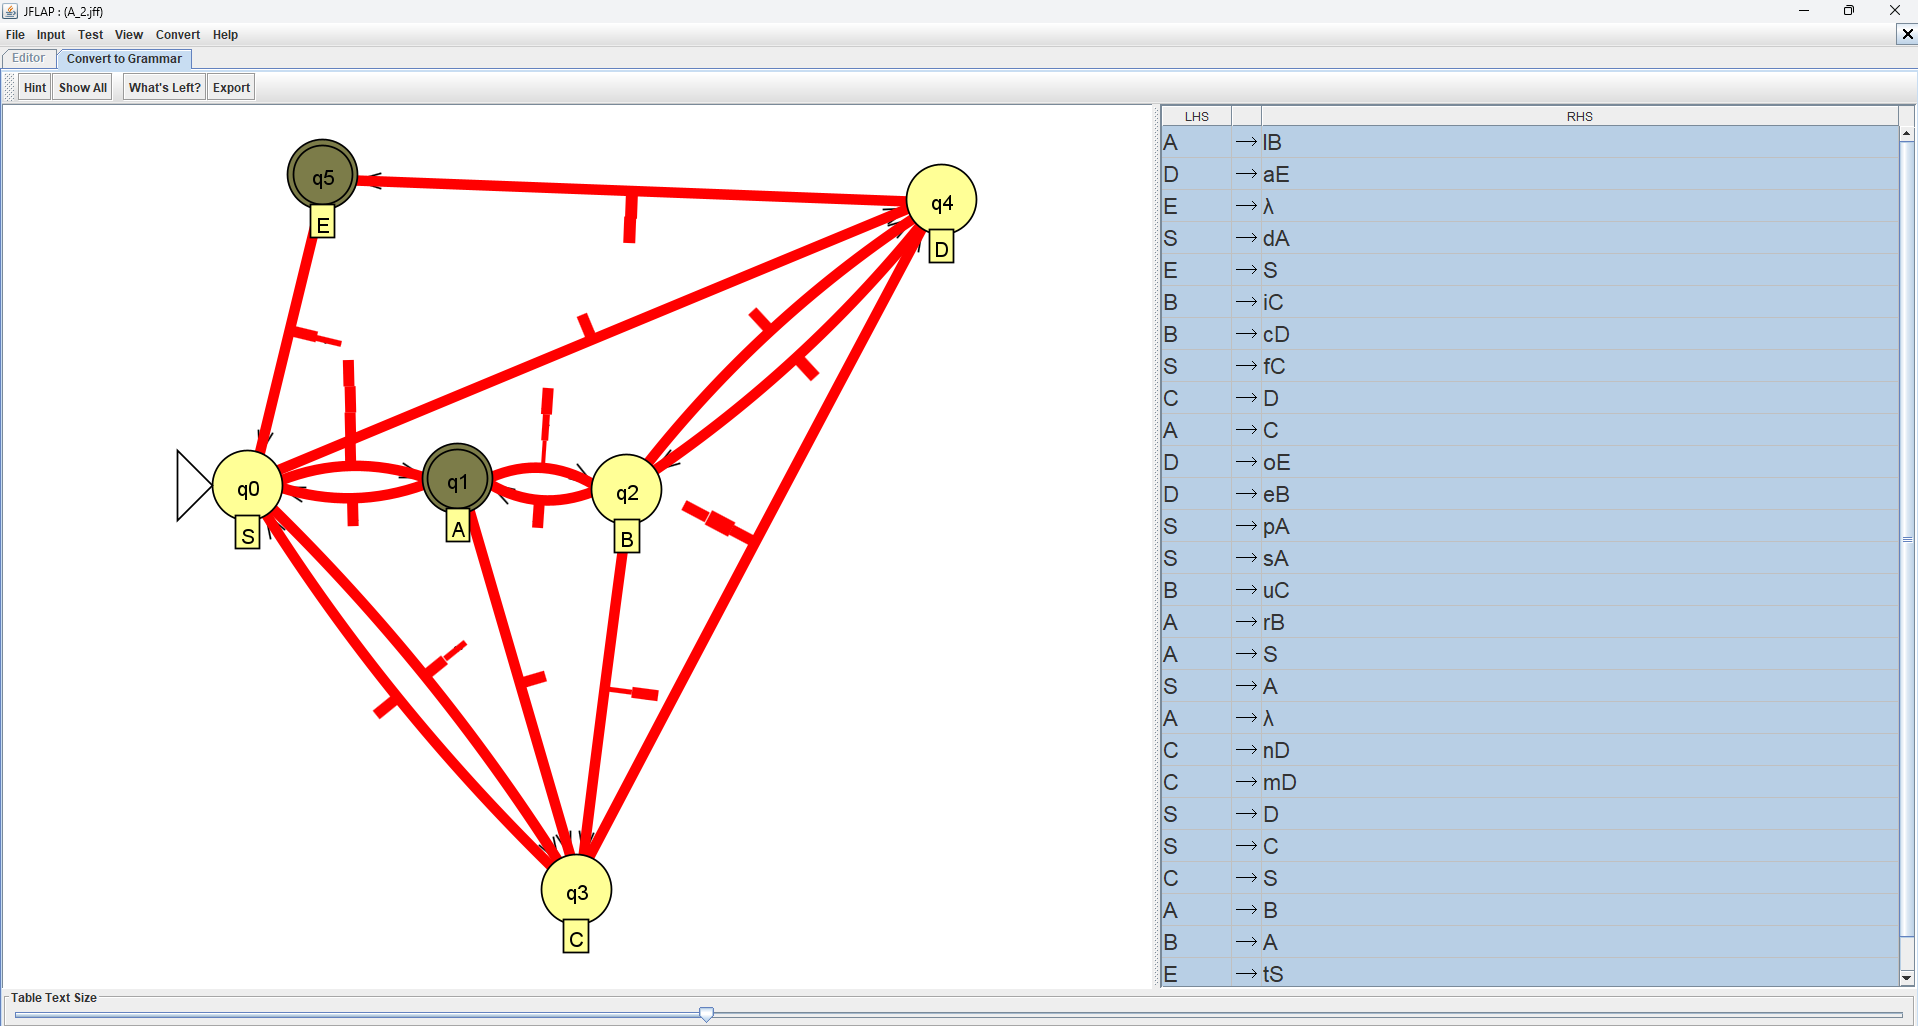 JFLAP : (A_2.jff)
File Input Test View Convert Help
Editor Convert to Grammar
Hint Show All What's Left? Export
q5
E
q4
D
q0
S
q1
A
q2
B
q3
C
LHS RHS
A → lB
D → aE
E → λ
S → dA
E → S
B → iC
B → cD
S → fC
C → D
A → C
D → oE
D → eB
S → pA
S → sA
B → uC
A → rB
A → S
S → A
A → λ
C → nD
C → mD
S → D
S → C
C → S
A → B
B → A
E → tS
Table Text Size